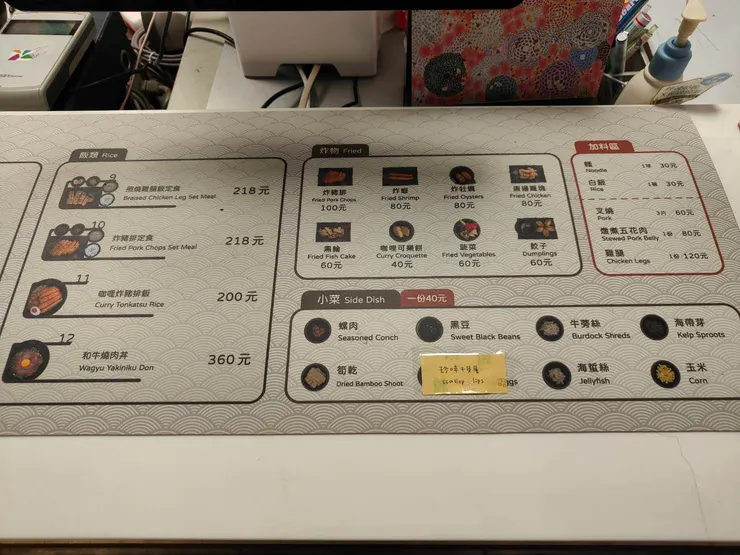 飯類 Rice
9
照燒雞腿飯定食
Braised Chicken Leg Set Meal
218元
10
炸豬排定食
Fried Pork Chops Set Meal
218元
11
咖哩炸豬排飯
Curry Tonkatsu Rice
200元
12
和牛燒肉丼
Wagyu Yakiniku Don
360元
炸物 Fried
炸豬排
Fried Pork Chops
100元
炸蝦
Fried Shrimp
80元
炸牡蠣
Fried Oysters
80元
唐揚雞塊
Fried Chicken
80元
黑輪
Fried Fish Cake
60元
咖哩可樂餅
Curry Croquette
40元
蔬菜
Fried Vegetables
60元
餃子
Dumplings
60元
加料區
麵 1球 30元
Noodle
白飯 1碗 30元
Rice
叉燒 3片 60元
Pork
燉煮五花肉 1份 80元
Stewed Pork Belly
雞腿 1份 120元
Chicken Legs
小菜 Side Dish 一份40元
螺肉
Seasoned Conch
黑豆
Sweet Black Beans
牛蒡絲
Burdock Shreds
海帶芽
Kelp Sproots
筍乾
Dried Bamboo Shoot
scallop lips
ggs
海蜇絲
Jellyfish
玉米
Corn